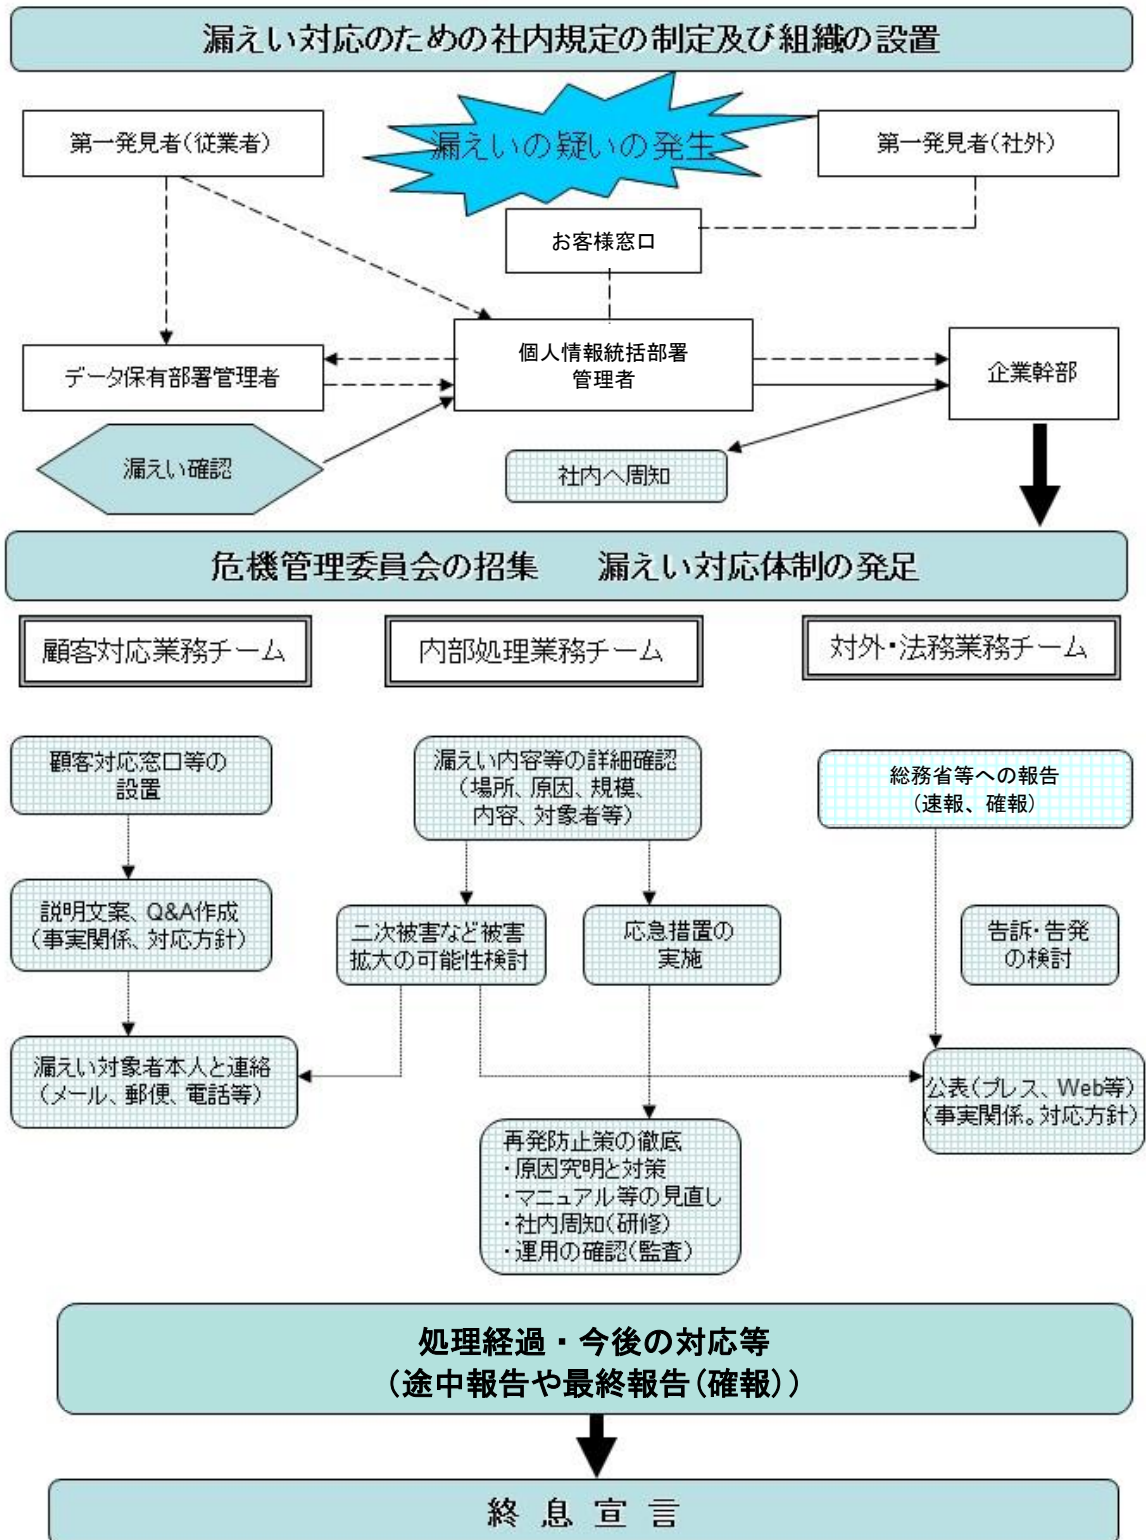 漏えい対応のための社内規定の制定及び組織の設置
第一発見者(従業者)
漏えいの疑いの発生
第一発見者(社外)
お客様窓口
データ保有部署管理者
個人情報統括部署
管理者
企業幹部
漏えい確認
社内へ周知
危機管理委員会の招集　漏えい対応体制の発足
顧客対応業務チーム
内部処理業務チーム
対外・法務業務チーム
顧客対応窓口等の
設置
漏えい内容等の詳細確認
(場所、原因、規模、
内容、対象者等)
総務省等への報告
(速報、確報)
説明文案、Q&A作成
(事実関係、対応方針)
二次被害など被害
拡大の可能性検討
応急措置の
実施
告訴・告発
の検討
漏えい対象者本人と連絡
(メール、郵便、電話等)
公表(プレス、Web等)
(事実関係。対応方針)
再発防止策の徹底
・原因究明と対策
・マニュアル等の見直し
・社内周知(研修)
・運用の確認(監査)
処理経過・今後の対応等
(途中報告や最終報告(確報))
終 息 宣 言